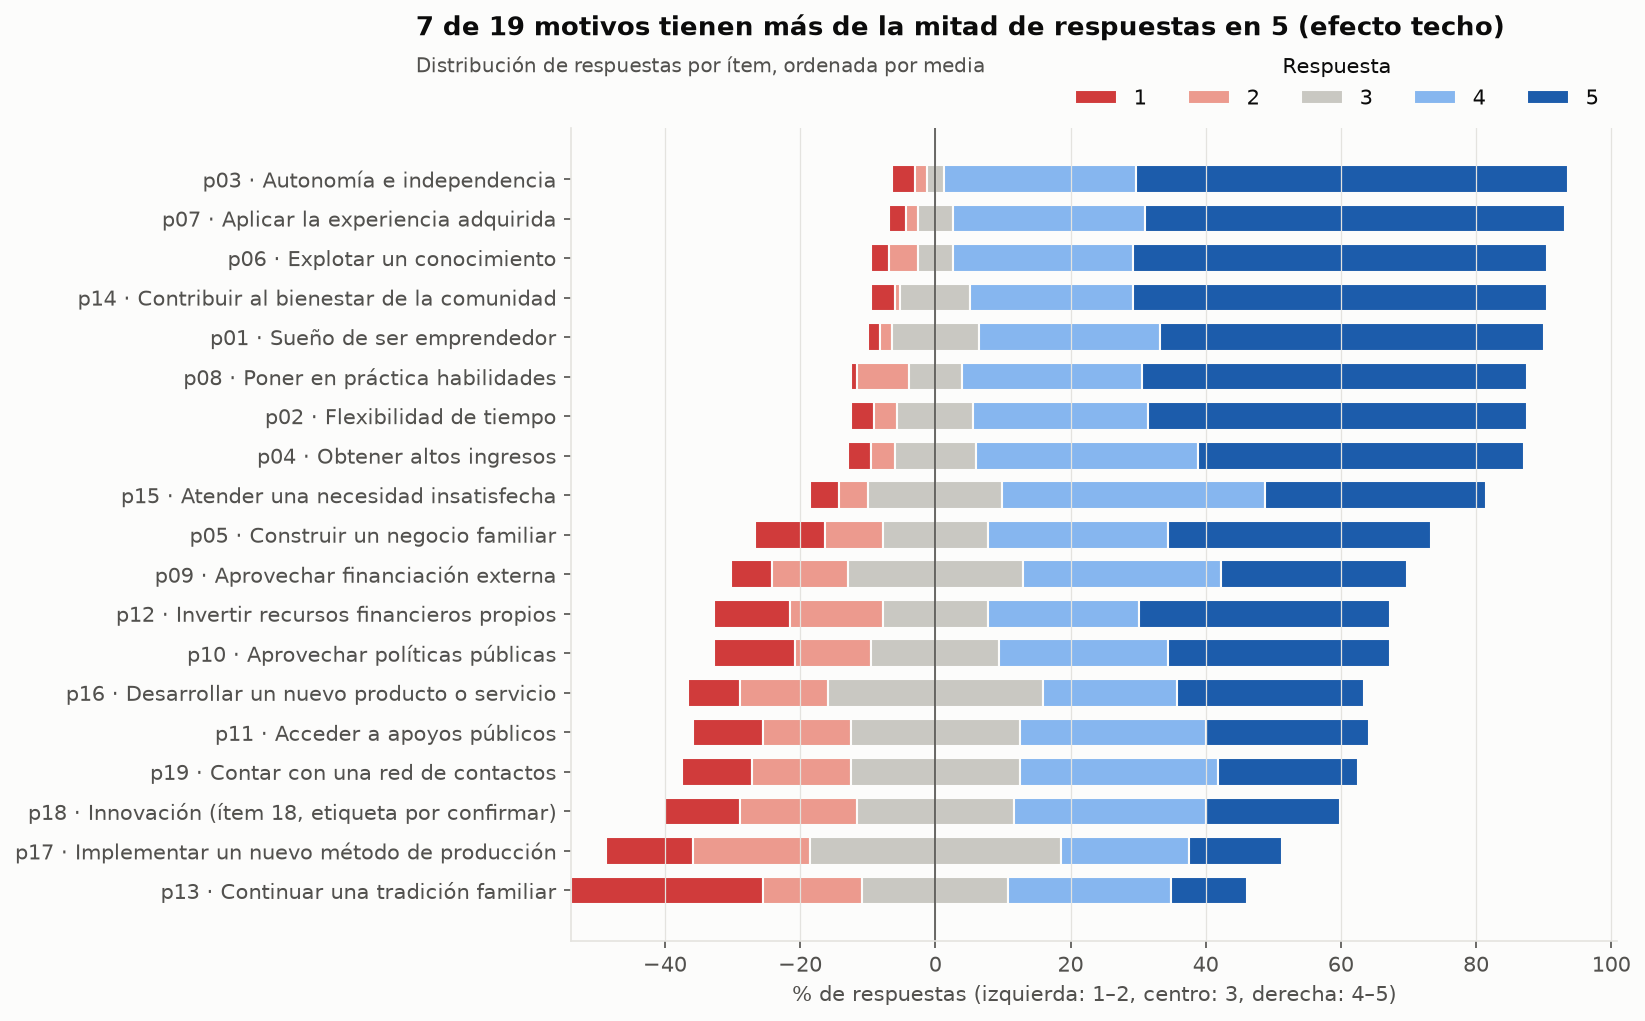 7 de 19 motivos tienen más de la mitad de respuestas en 5 (efecto techo)
Distribución de respuestas por ítem, ordenada por media
Respuesta
1 2 3 4 5
p03 · Autonomía e independencia
p07 · Aplicar la experiencia adquirida
p06 · Explotar un conocimiento
p14 · Contribuir al bienestar de la comunidad
p01 · Sueño de ser emprendedor
p08 · Poner en práctica habilidades
p02 · Flexibilidad de tiempo
p04 · Obtener altos ingresos
p15 · Atender una necesidad insatisfecha
p05 · Construir un negocio familiar
p09 · Aprovechar financiación externa
p12 · Invertir recursos financieros propios
p10 · Aprovechar políticas públicas
p16 · Desarrollar un nuevo producto o servicio
p11 · Acceder a apoyos públicos
p19 · Contar con una red de contactos
p18 · Innovación (ítem 18, etiqueta por confirmar)
p17 · Implementar un nuevo método de producción
p13 · Continuar una tradición familiar
−40 −20 0 20 40 60 80 100
% de respuestas (izquierda: 1–2, centro: 3, derecha: 4–5)